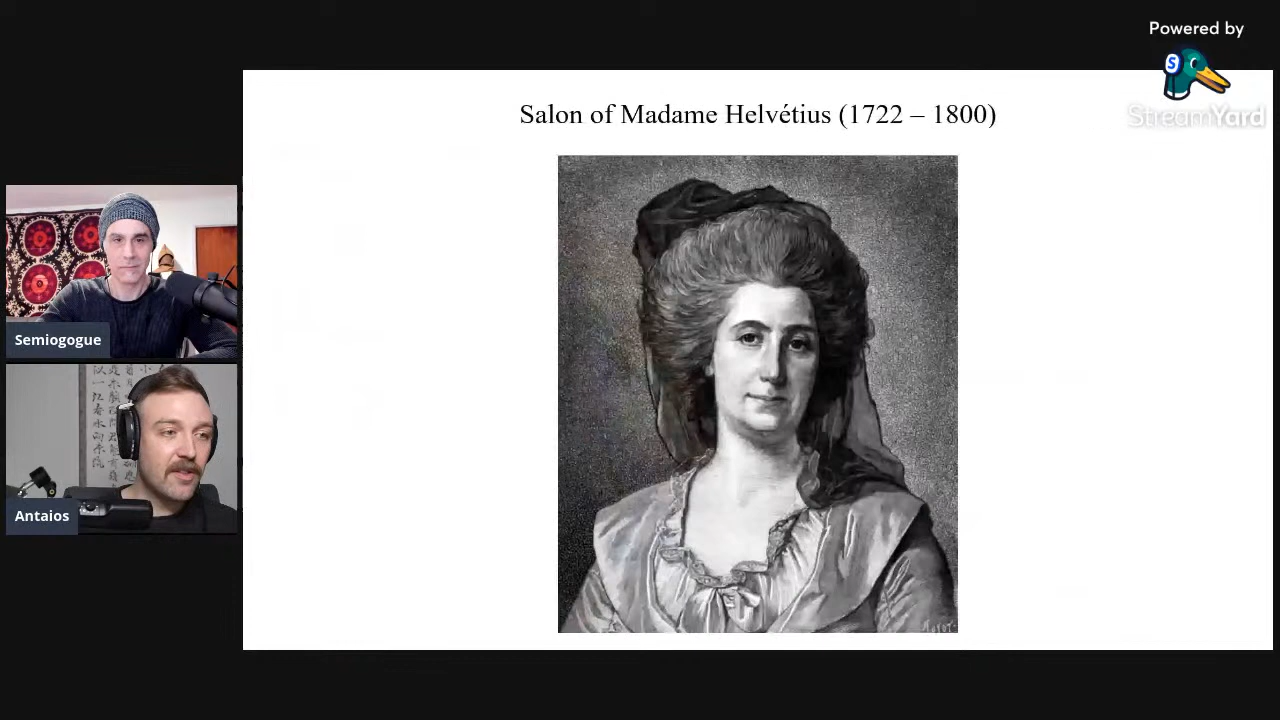 Powered by
S
StreamYard
Salon of Madame Helvétius (1722 – 1800)
Semiogogue
Antaios